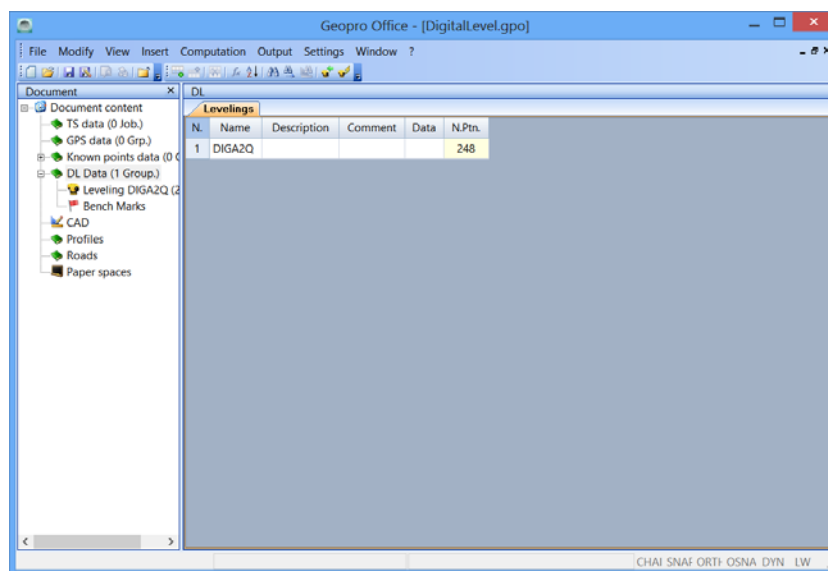 Geopro Office - [DigitalLevel.gpo]
File Modify View Insert Computation Output Settings Window ?
Document
DL
Document content
Levelings
TS data (0 Job.)
GPS data (0 Grp.)
Known points data (0 (
DL Data (1 Group.)
Leveling DIGA2Q (2
Bench Marks
CAD
Profiles
Roads
Paper spaces
N. Name Description Comment Data N.Ptn.
1 DIGA2Q 248
CHAI SNAF ORTH OSNA DYN LW